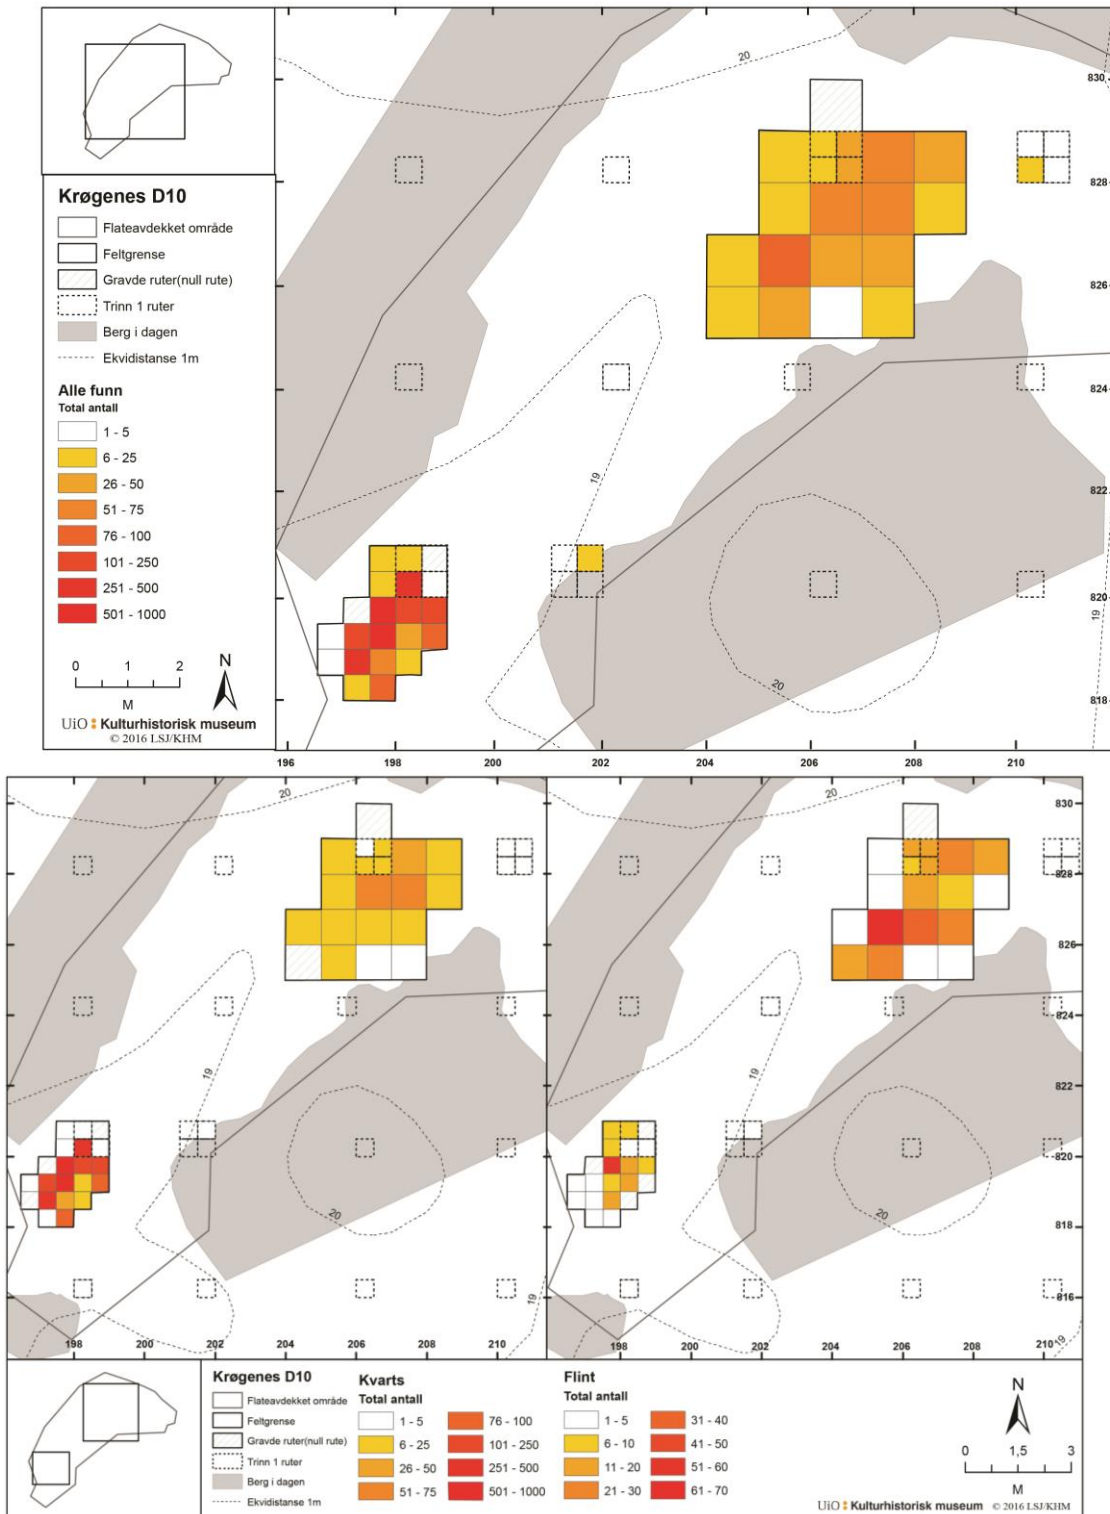 20
830
828
826
824
822
820
818
19
19
20
196
198
200
202
204
206
208
210
Krøgenes D10
Flateavdekket område
Feltgrense
Gravde ruter(null rute)
Trinn 1 ruter
Berg i dagen
Ekvidistanse 1m
Alle funn
Total antall
1 - 5
6 - 25
26 - 50
51 - 75
76 - 100
101 - 250
251 - 500
501 - 1000
0 1 2
M
N
UiO Kulturhistorisk museum
© 2016 LSJ/KHM
20
19
20
19
198
200
202
204
206
208
210
20
19
20
19
830
828
826
824
822
820
818
816
198
200
202
204
206
208
210
Krøgenes D10
Flateavdekket område
Feltgrense
Gravde ruter(null rute)
Trinn 1 ruter
Berg i dagen
Ekvidistanse 1m
Kvarts
Total antall
1 - 5
6 - 25
26 - 50
51 - 75
76 - 100
101 - 250
251 - 500
501 - 1000
Flint
Total antall
1 - 5
6 - 10
11 - 20
21 - 30
31 - 40
41 - 50
51 - 60
61 - 70
N
0 1,5 3
M
UiO Kulturhistorisk museum © 2016 LSJ/KHM